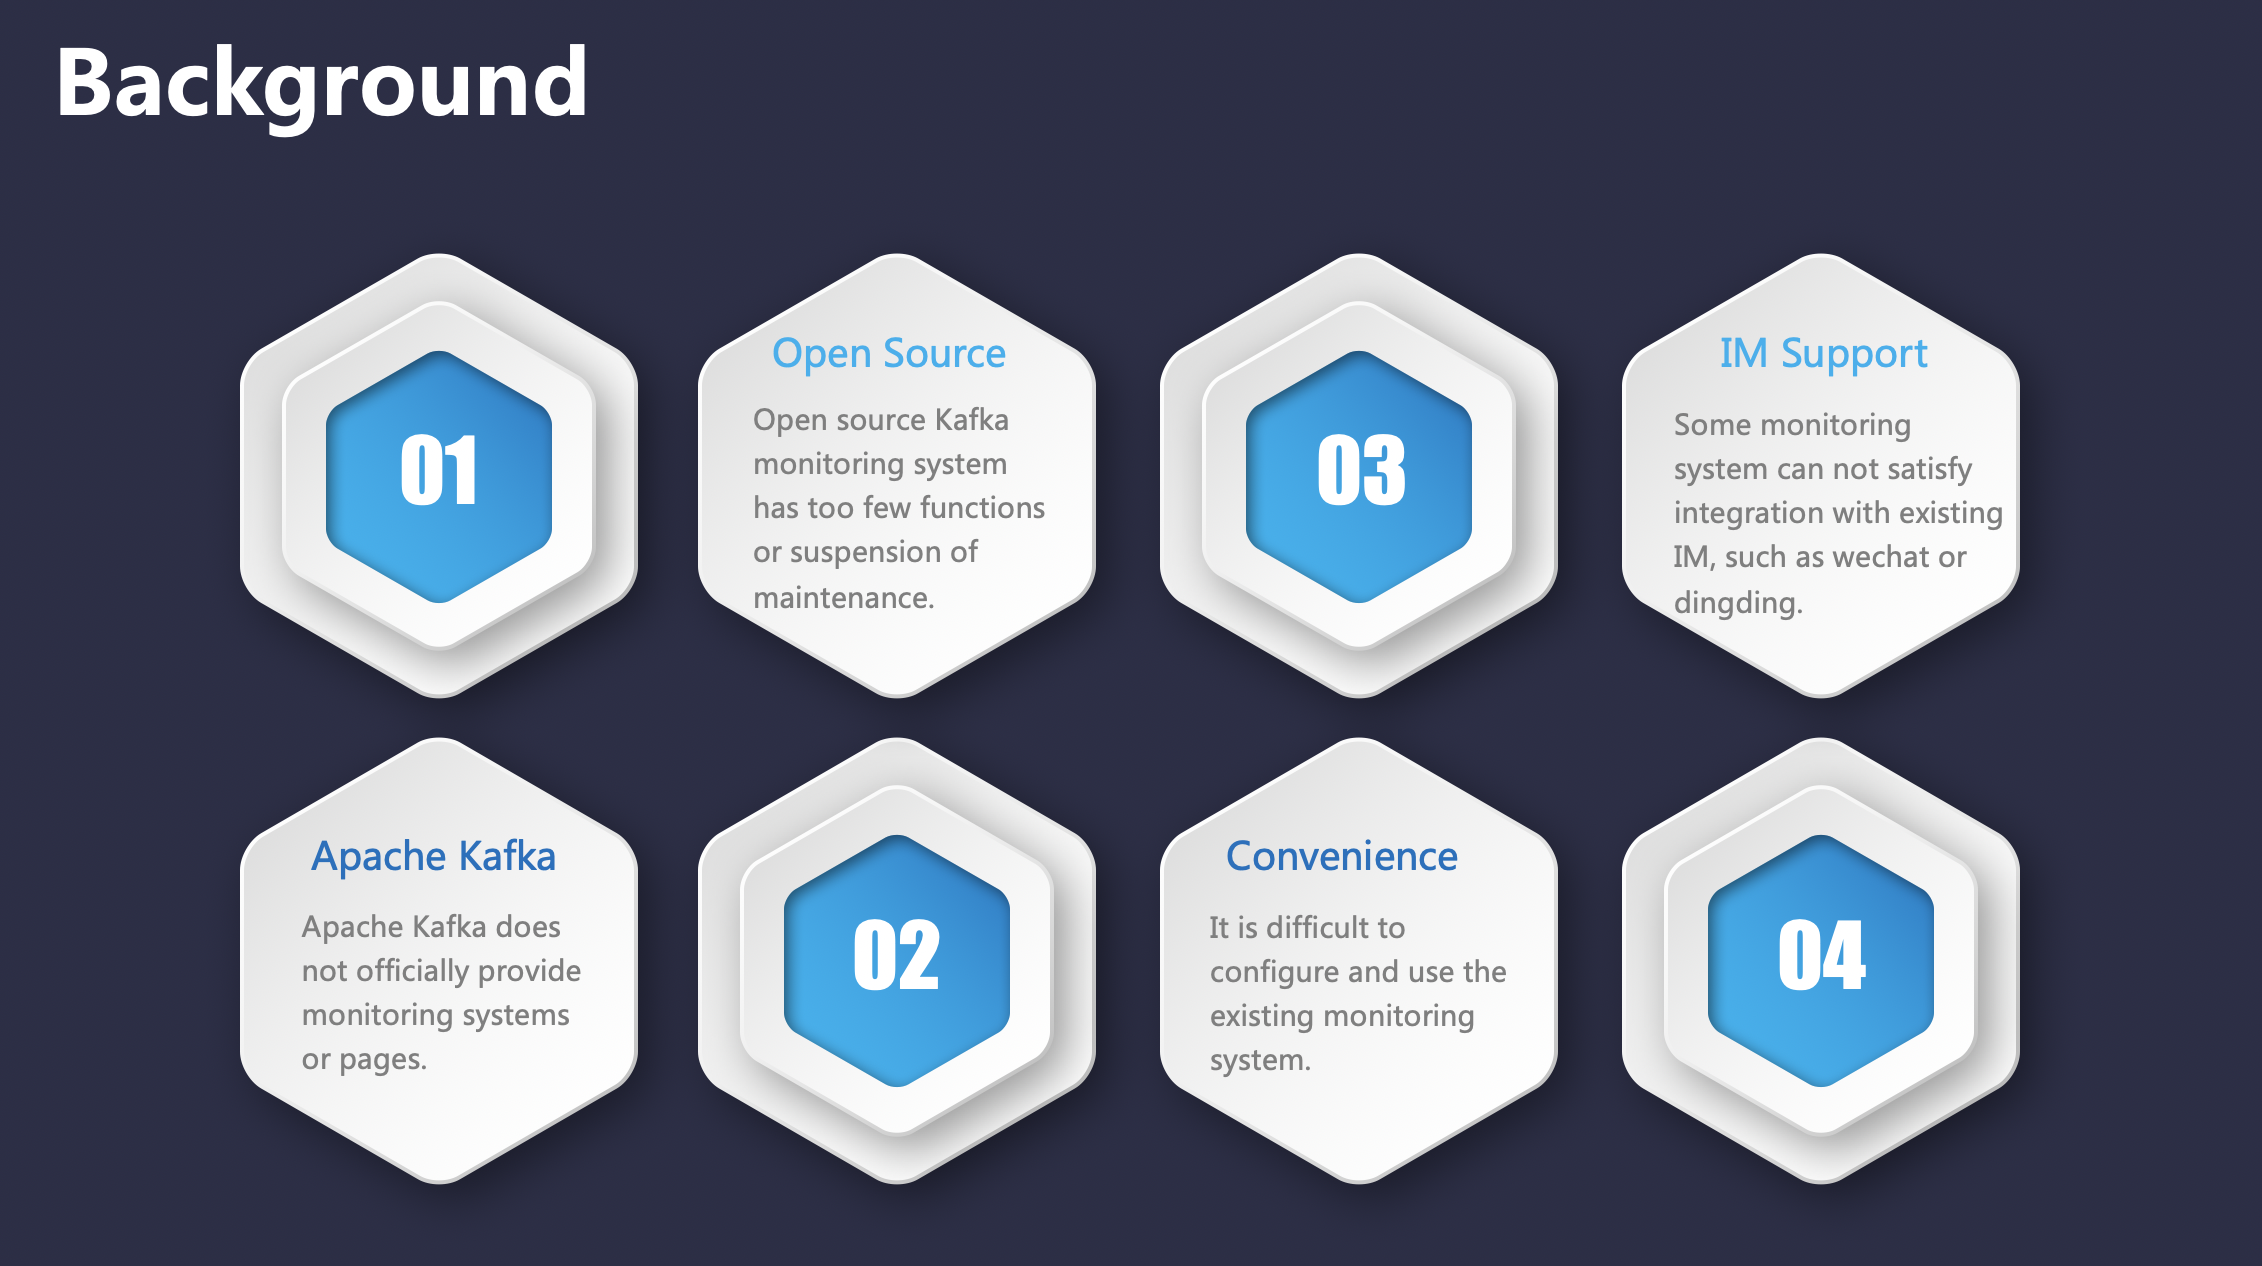 Background
01
Apache Kafka
Apache Kafka does
not officially provide
monitoring systems
or pages.
Open Source
Open source Kafka
monitoring system
has too few functions
or suspension of
maintenance.
02
03
Convenience
It is difficult to
configure and use the
existing monitoring
system.
IM Support
Some monitoring
system can not satisfy
integration with existing
IM, such as wechat or
dingding.
04